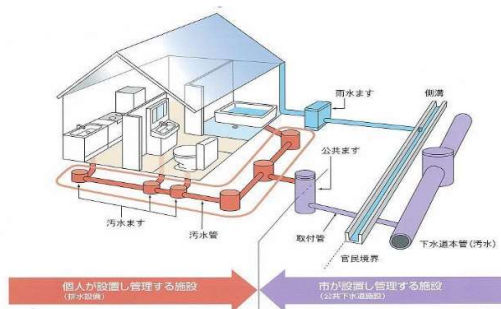 雨水ます
側溝
公共ます
汚水ます
汚水管
取付管
下水道本管(汚水)
官民境界
個人が設置し管理する施設
(排水設備)
市が設置し管理する施設
(公共下水道施設)